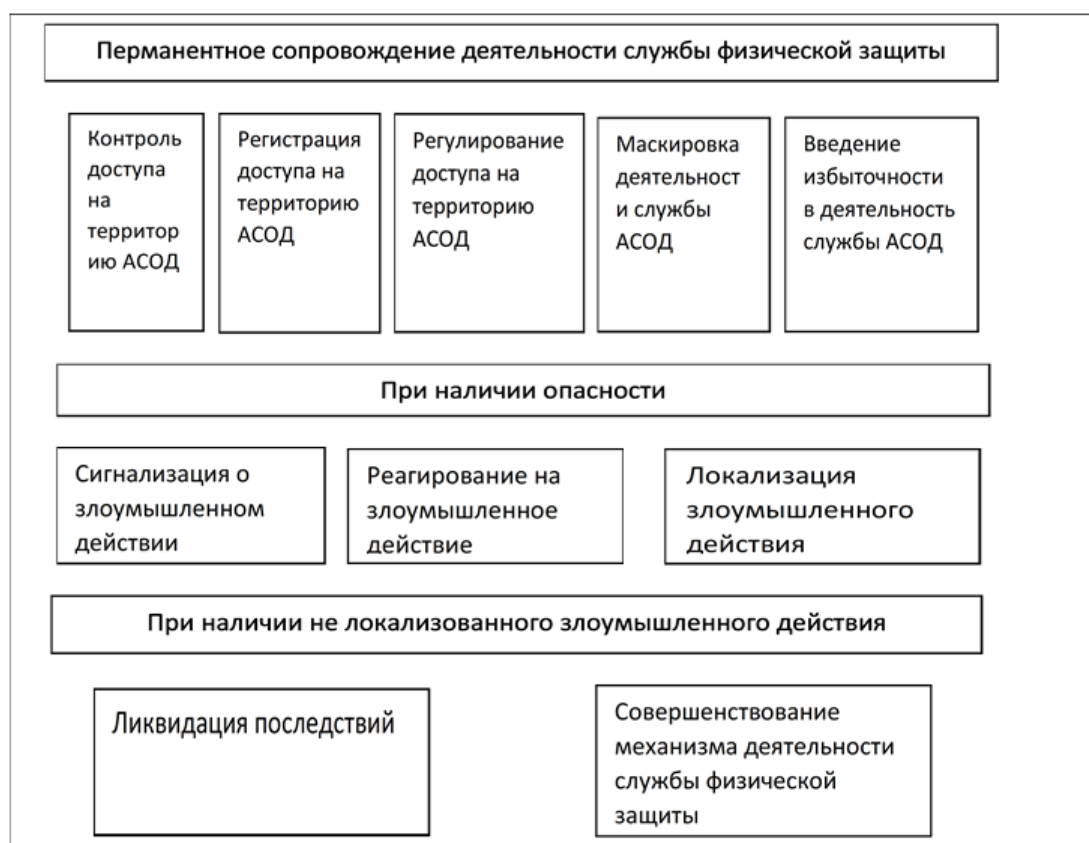 Перманентное сопровождение деятельности службы физической защиты
Контроль
доступа
на
территор
ию АСОД
Регистрация
доступа на
территорию
АСОД
Регулирование
доступа на
территорию
АСОД
Маскировка
деятельност
и службы
АСОД
Введение
избыточности
в деятельность
службы АСОД
При наличии опасности
Сигнализация о
злоумышленном
действии
Реагирование на
злоумышленное
действие
Локализация
злоумышленного
действия
При наличии не локализованного злоумышленного действия
Ликвидация последствий
Совершенствование
механизма деятельности
службы физической
защиты